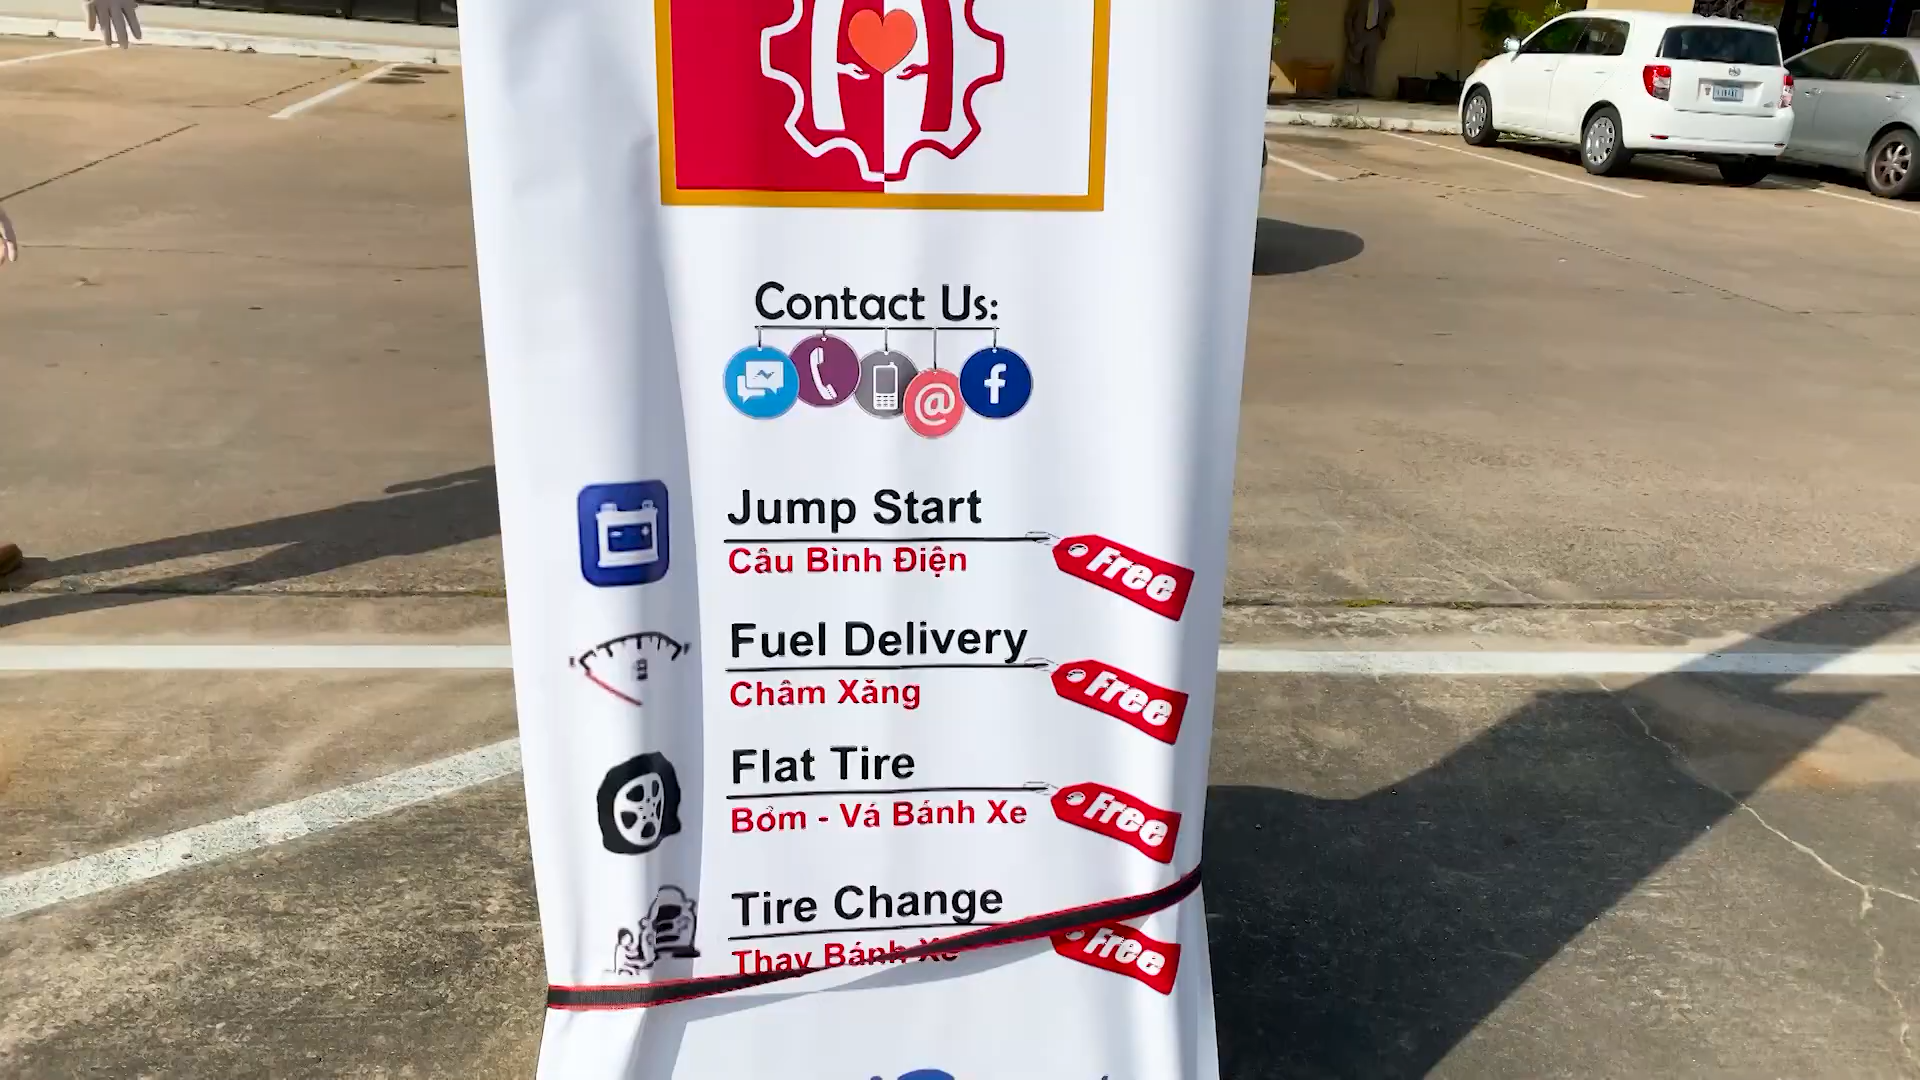 Contact Us:
Jump Start
Câu Bình Điện
Free
Fuel Delivery
Châm Xăng
Free
Flat Tire
Bơm - Vá Bánh Xe
Free
Tire Change
Thay Bánh Xe
Free